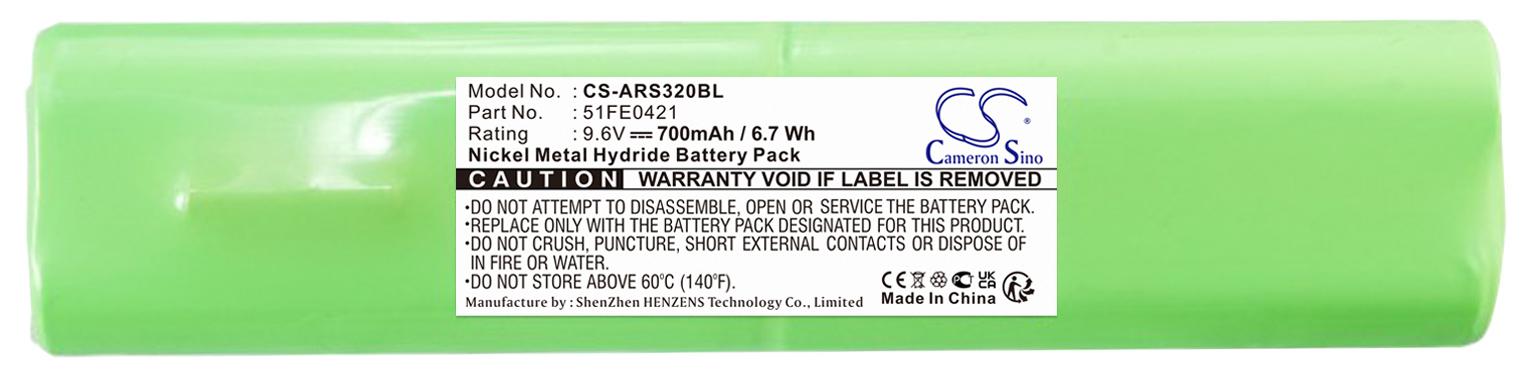 Model No. : CS-ARS320BL
Part No. : 51FE0421
Rating : 9.6V 700mAh / 6.7 Wh
Nickel Metal Hydride Battery Pack
CS
®
Cameron Sino
CAUTION WARRANTY VOID IF LABEL IS REMOVED
•DO NOT ATTEMPT TO DISASSEMBLE, OPEN OR SERVICE THE BATTERY PACK.
•REPLACE ONLY WITH THE BATTERY PACK DESIGNATED FOR THIS PRODUCT.
•DO NOT CRUSH, PUNCTURE, SHORT EXTERNAL CONTACTS OR DISPOSE OF
IN FIRE OR WATER.
•DO NOT STORE ABOVE 60°C (140°F).
CE UK CA
Manufacture by : ShenZhen HENZENS Technology Co., Limited
Made In China